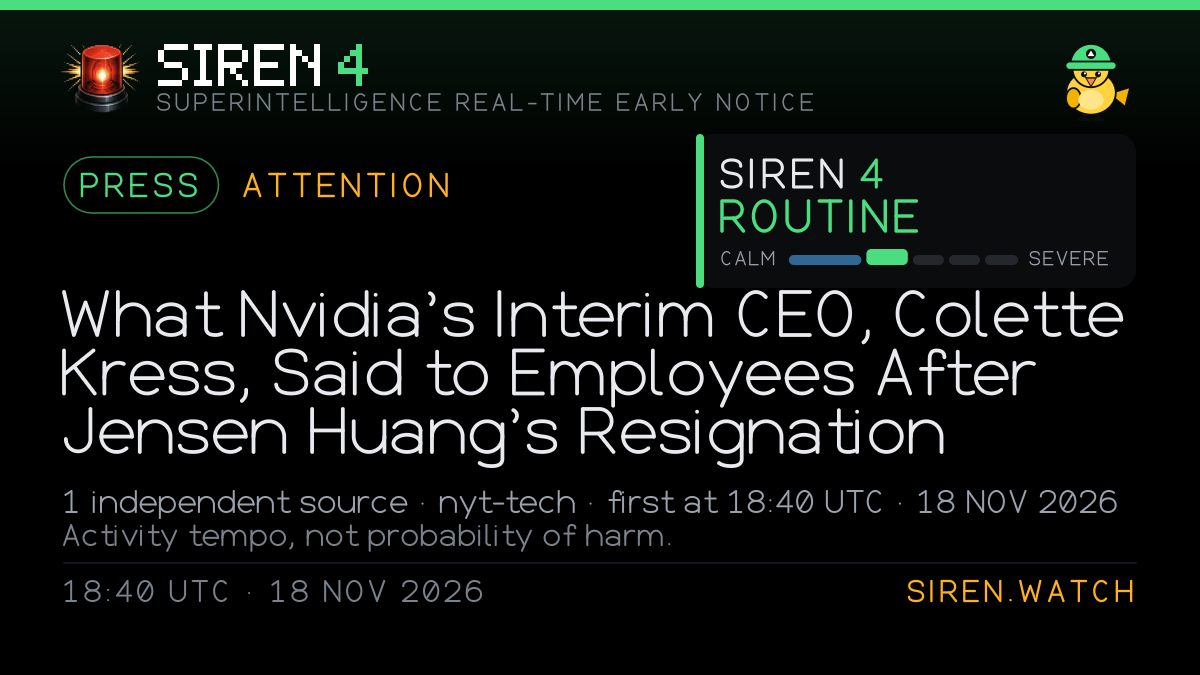 SIREN 4
SUPERINTELLIGENCE REAL-TIME EARLY NOTICE
PRESS ATTENTION
SIREN 4
ROUTINE
CALM SEVERE
What Nvidia’s Interim CEO, Colette
Kress, Said to Employees After
Jensen Huang’s Resignation
1 independent source · nyt-tech · first at 18:40 UTC · 18 NOV 2026
Activity tempo, not probability of harm.
18:40 UTC · 18 NOV 2026
SIREN.WATCH